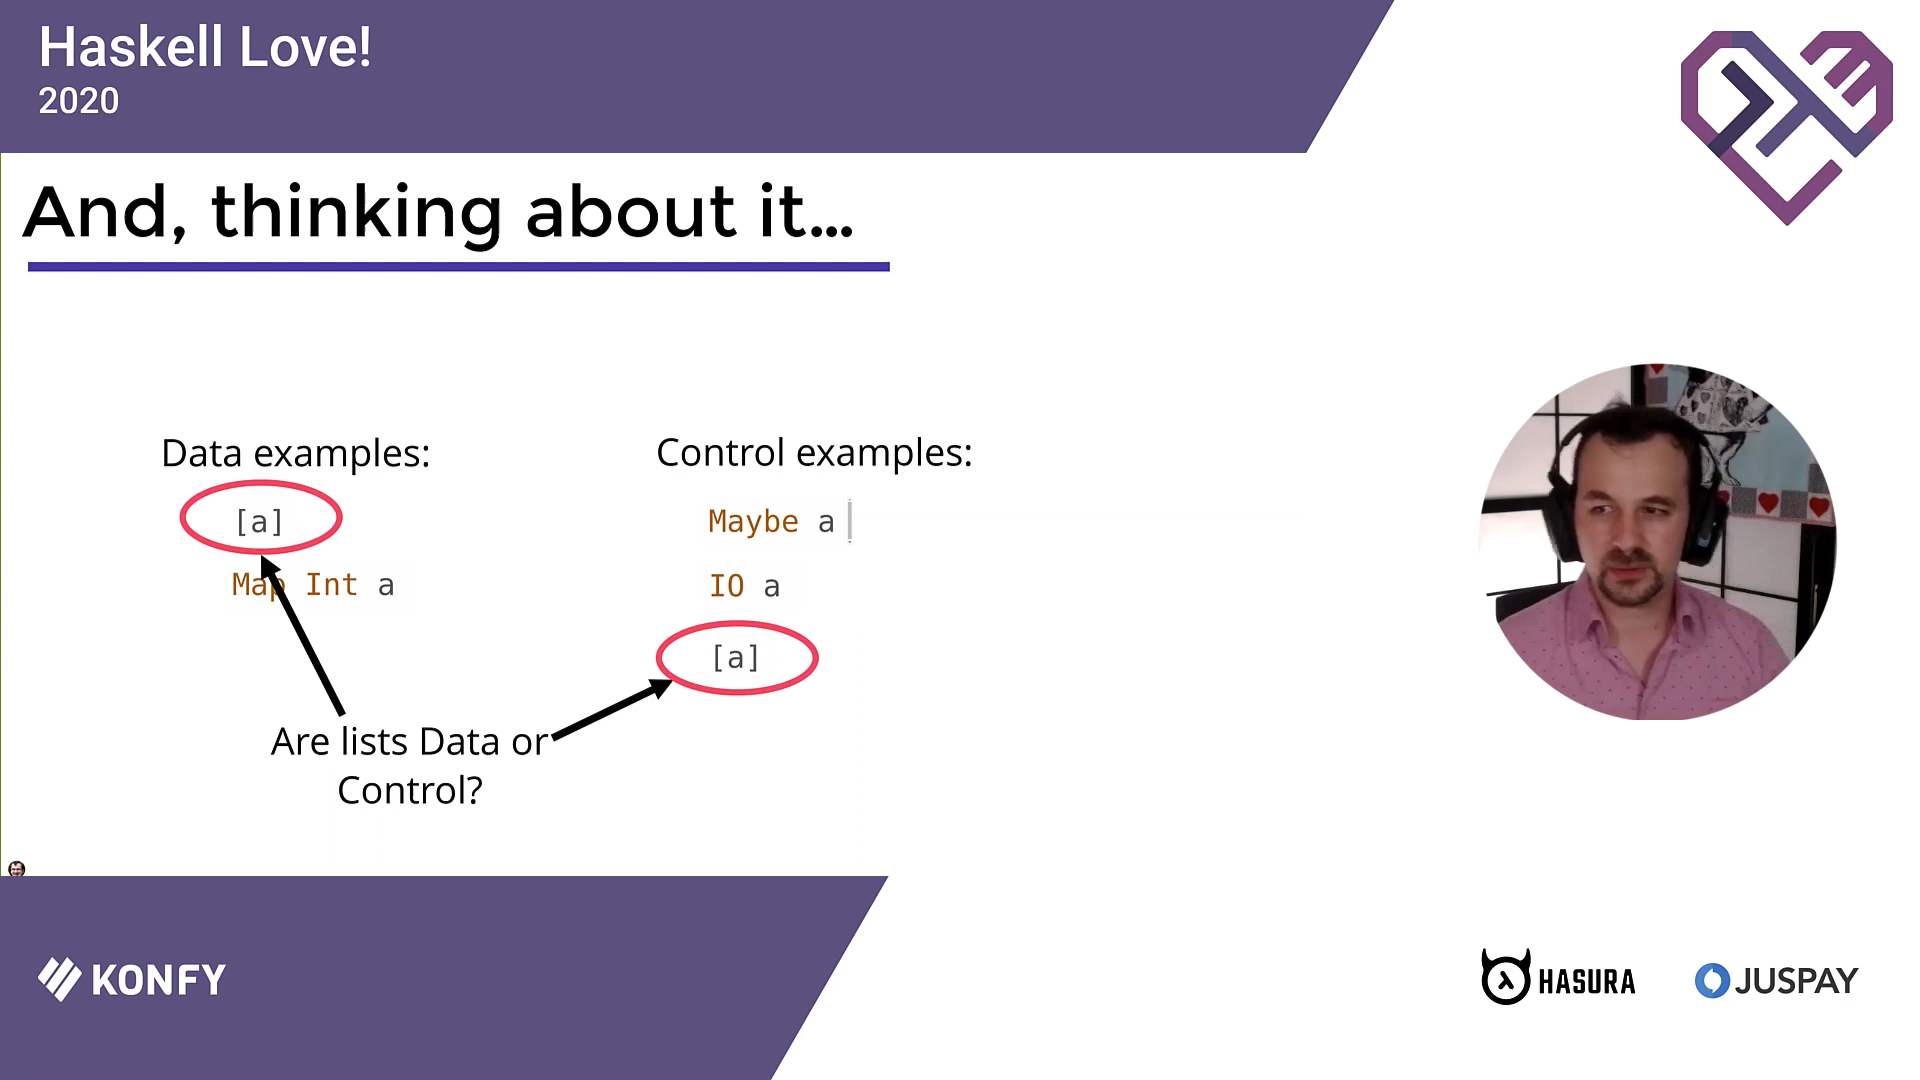 Haskell Love!
2020
And, thinking about it...
Data examples:
[a]
Map Int a
Control examples:
Maybe a
IO a
[a]
Are lists Data or
Control?
KONFY
HASURA
JUSPAY